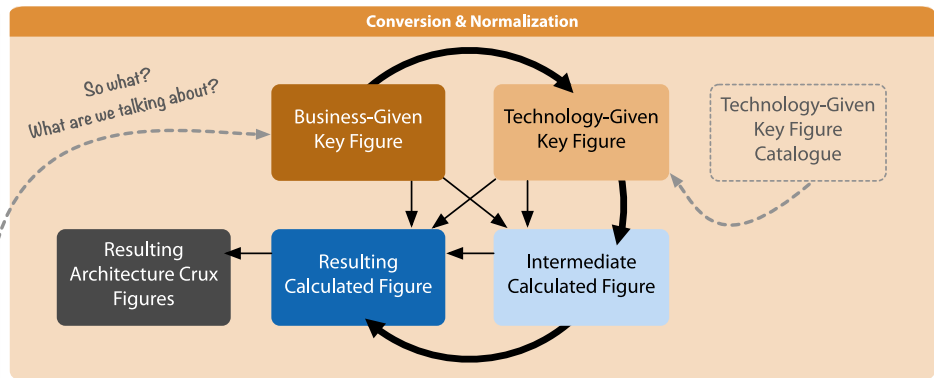 Conversion & Normalization
So what?
What are we talking about?
Business-Given
Key Figure
Technology-Given
Key Figure
Technology-Given
Key Figure
Catalogue
Resulting
Architecture Crux
Figures
Resulting
Calculated Figure
Intermediate
Calculated Figure